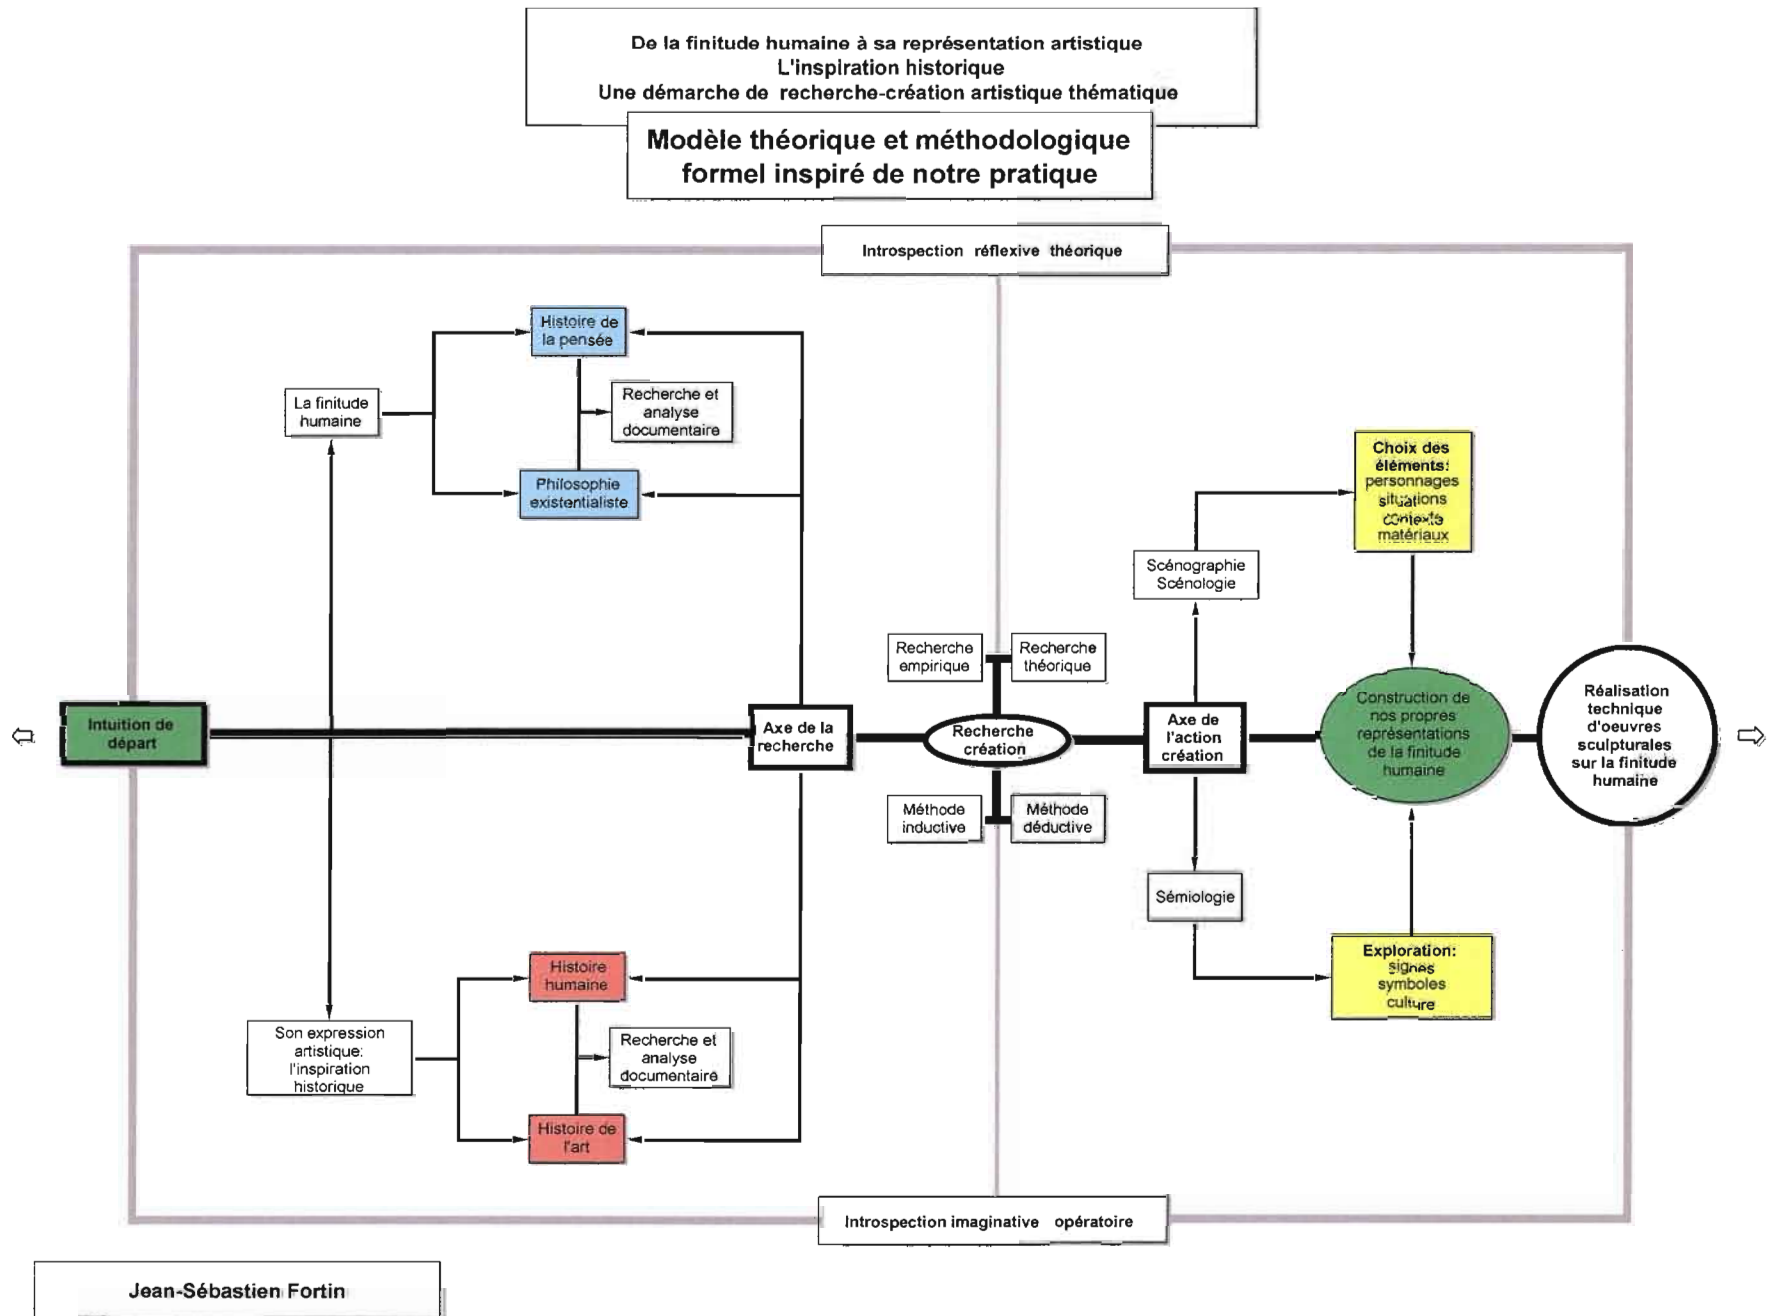 De la finitude humaine à sa représentation artistique
L'inspiration historique
Une démarche de recherche-création artistique thématique
Modèle théorique et méthodologique
formel inspiré de notre pratique
Introspection réflexive théorique
Histoire de
la pensée
La finitude
humaine
Recherche et
analyse
documentaire
Philosophie
existentialiste
Choix des
éléments:
personnages
situations
contexte
matériaux
Scénographie
Scénologie
Recherche
empirique
Recherche
théorique
Intuition de
départ
Axe de la
recherche
Recherche
création
Axe de
l'action
création
Construction de
nos propres
représentations
de la finitude
humaine
Réalisation
technique
d'oeuvres
sculpturales
sur la finitude
humaine
Méthode
inductive
Méthode
déductive
Sémiologie
Exploration:
signes
symboles
culture
Histoire
humaine
Son expression
artistique:
l'inspiration
historique
Recherche et
analyse
documentaire
Histoire de
l'art
Introspection imaginative opératoire
Jean-Sébastien Fortin